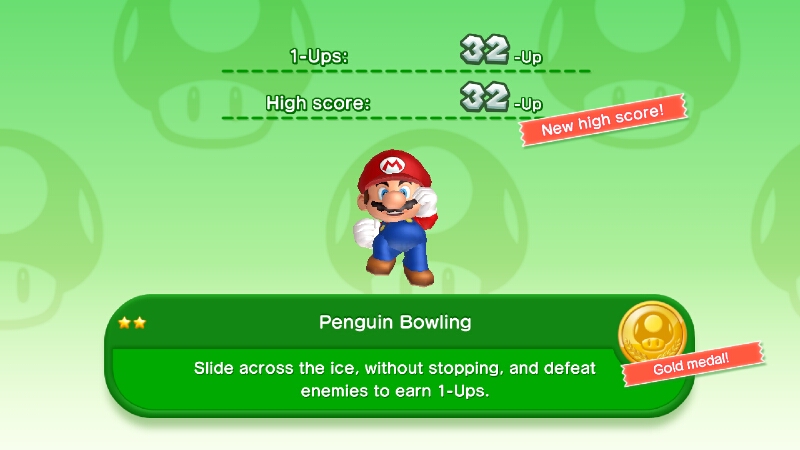 1-Ups: 32-Up
High score: 32-Up
New high score!
M
Penguin Bowling
Slide across the ice, without stopping, and defeat
enemies to earn 1-Ups.
Gold medal!